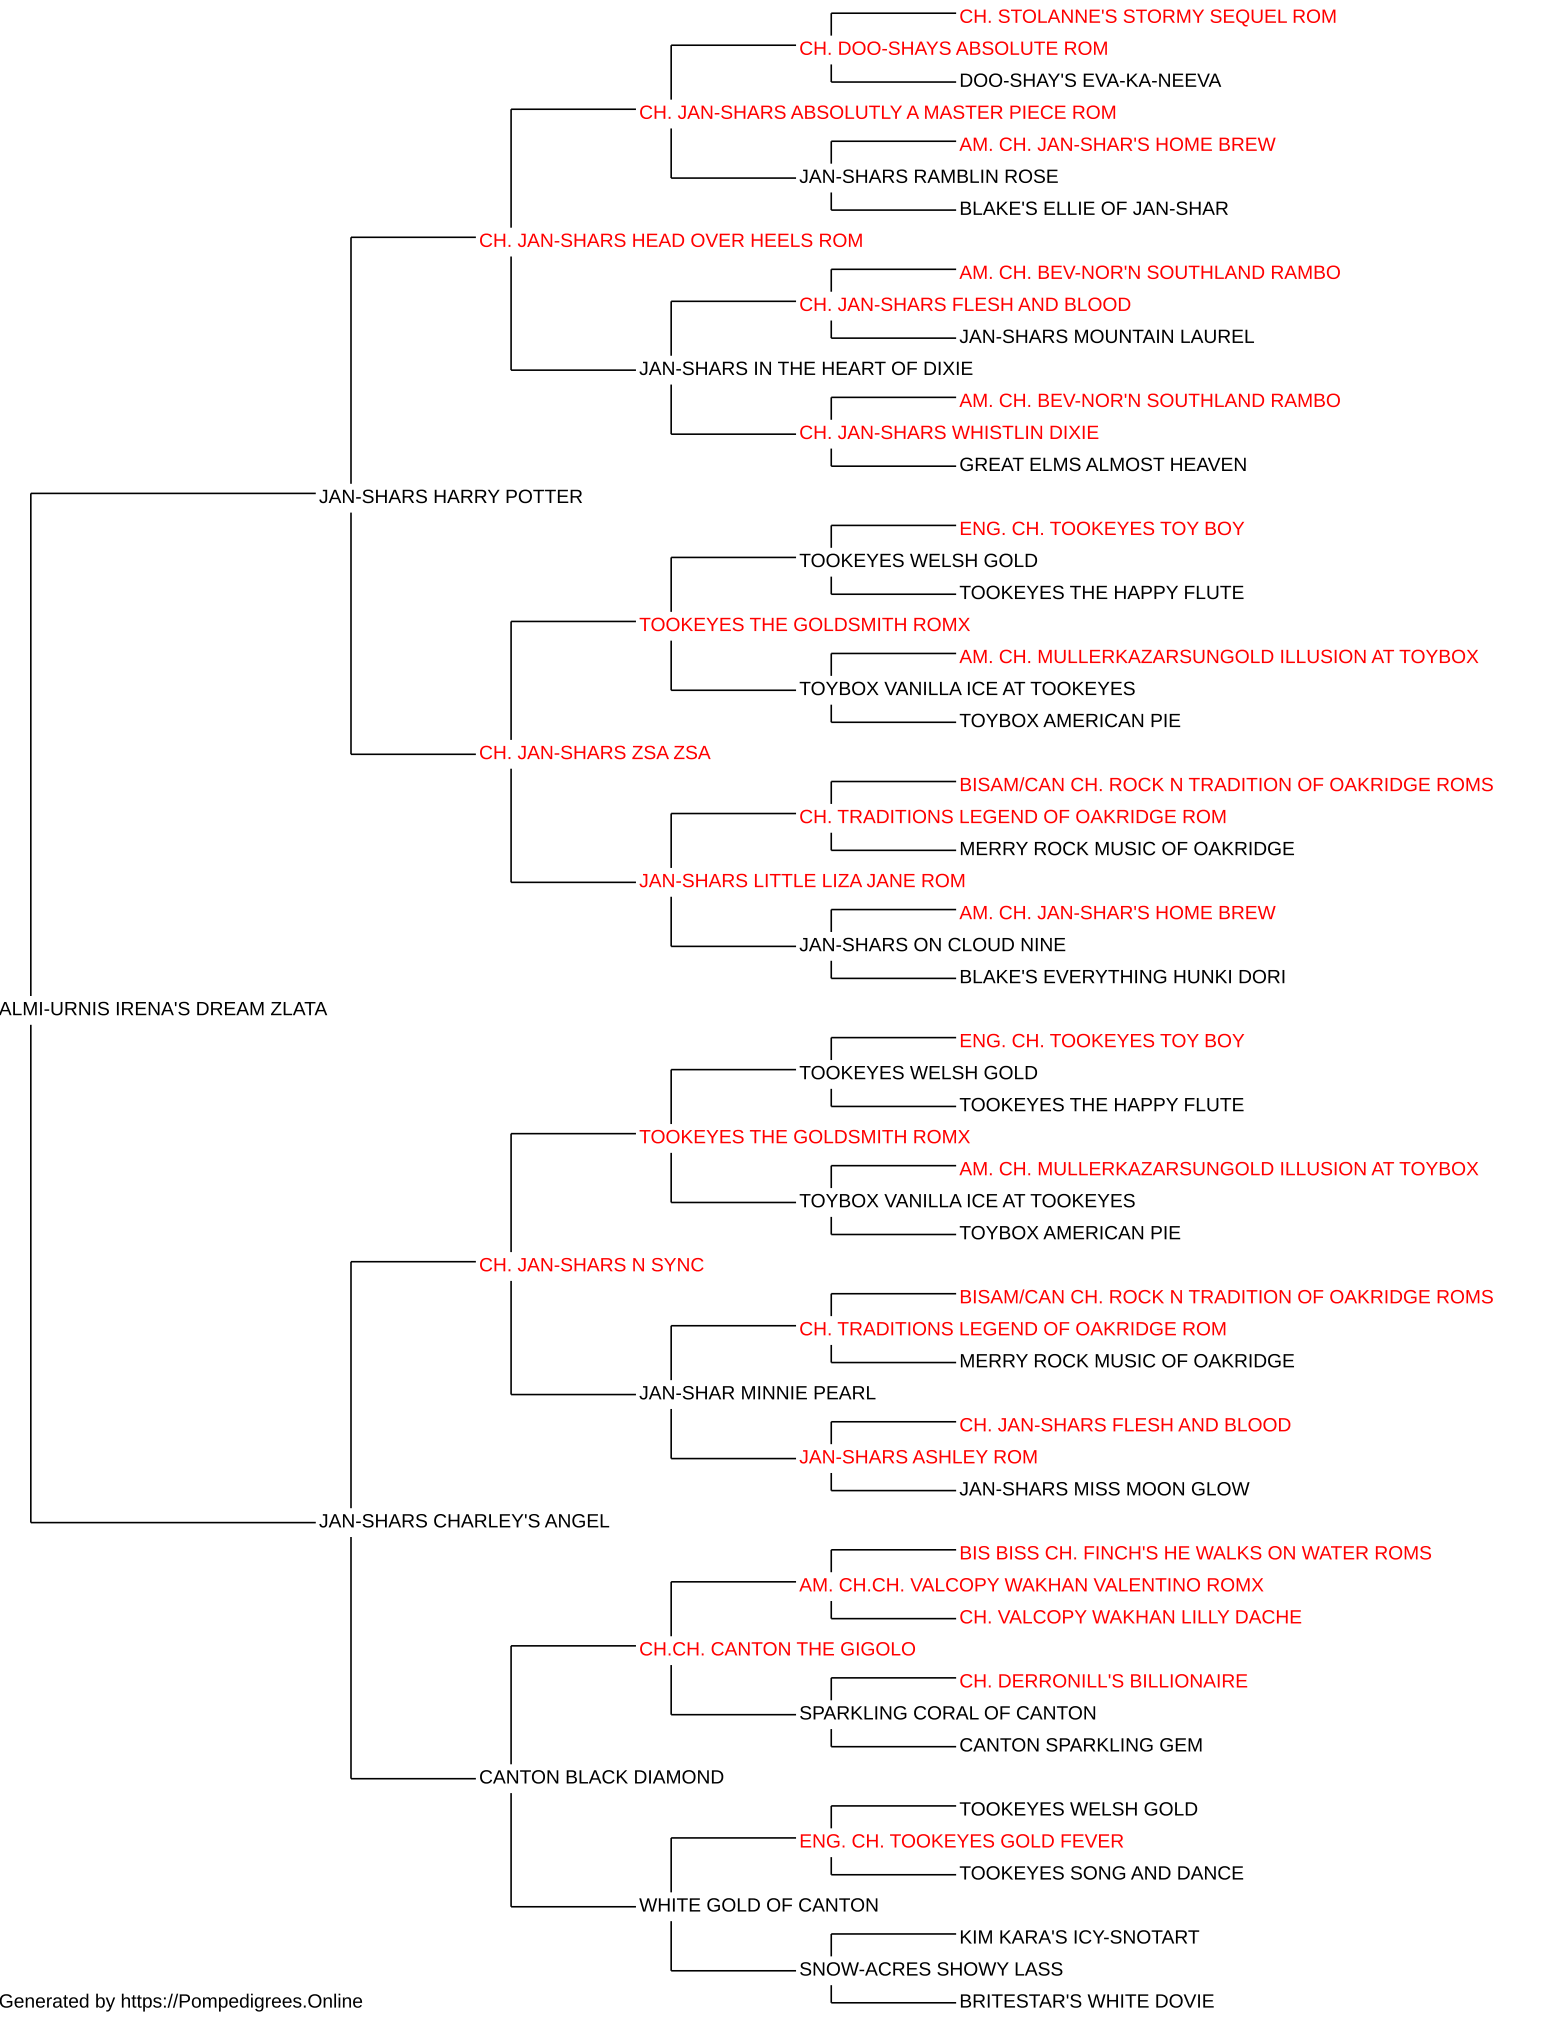 CH. STOLANNE'S STORMY SEQUEL ROM
CH. DOO-SHAYS ABSOLUTE ROM
DOO-SHAY'S EVA-KA-NEEVA
CH. JAN-SHARS ABSOLUTLY A MASTER PIECE ROM
AM. CH. JAN-SHAR'S HOME BREW
JAN-SHARS RAMBLIN ROSE
BLAKE'S ELLIE OF JAN-SHAR
CH. JAN-SHARS HEAD OVER HEELS ROM
AM. CH. BEV-NOR'N SOUTHLAND RAMBO
CH. JAN-SHARS FLESH AND BLOOD
JAN-SHARS MOUNTAIN LAUREL
JAN-SHARS IN THE HEART OF DIXIE
AM. CH. BEV-NOR'N SOUTHLAND RAMBO
CH. JAN-SHARS WHISTLIN DIXIE
GREAT ELMS ALMOST HEAVEN
JAN-SHARS HARRY POTTER
ENG. CH. TOOKEYES TOY BOY
TOOKEYES WELSH GOLD
TOOKEYES THE HAPPY FLUTE
TOOKEYES THE GOLDSMITH ROMX
AM. CH. MULLERKAZARSUNGOLD ILLUSION AT TOYBOX
TOYBOX VANILLA ICE AT TOOKEYES
TOYBOX AMERICAN PIE
CH. JAN-SHARS ZSA ZSA
BISAM/CAN CH. ROCK N TRADITION OF OAKRIDGE ROMS
CH. TRADITIONS LEGEND OF OAKRIDGE ROM
MERRY ROCK MUSIC OF OAKRIDGE
JAN-SHARS LITTLE LIZA JANE ROM
AM. CH. JAN-SHAR'S HOME BREW
JAN-SHARS ON CLOUD NINE
BLAKE'S EVERYTHING HUNKI DORI
ALMI-URNIS IRENA'S DREAM ZLATA
ENG. CH. TOOKEYES TOY BOY
TOOKEYES WELSH GOLD
TOOKEYES THE HAPPY FLUTE
TOOKEYES THE GOLDSMITH ROMX
AM. CH. MULLERKAZARSUNGOLD ILLUSION AT TOYBOX
TOYBOX VANILLA ICE AT TOOKEYES
TOYBOX AMERICAN PIE
CH. JAN-SHARS N SYNC
BISAM/CAN CH. ROCK N TRADITION OF OAKRIDGE ROMS
CH. TRADITIONS LEGEND OF OAKRIDGE ROM
MERRY ROCK MUSIC OF OAKRIDGE
JAN-SHAR MINNIE PEARL
CH. JAN-SHARS FLESH AND BLOOD
JAN-SHARS ASHLEY ROM
JAN-SHARS MISS MOON GLOW
JAN-SHARS CHARLEY'S ANGEL
BIS BISS CH. FINCH'S HE WALKS ON WATER ROMS
AM. CH.CH. VALCOPY WAKHAN VALENTINO ROMX
CH. VALCOPY WAKHAN LILLY DACHE
CH.CH. CANTON THE GIGOLO
CH. DERRONILL'S BILLIONAIRE
SPARKLING CORAL OF CANTON
CANTON SPARKLING GEM
CANTON BLACK DIAMOND
TOOKEYES WELSH GOLD
ENG. CH. TOOKEYES GOLD FEVER
TOOKEYES SONG AND DANCE
WHITE GOLD OF CANTON
KIM KARA'S ICY-SNOTART
SNOW-ACRES SHOWY LASS
BRITESTAR'S WHITE DOVIE
Generated by https://Pompedigrees.Online